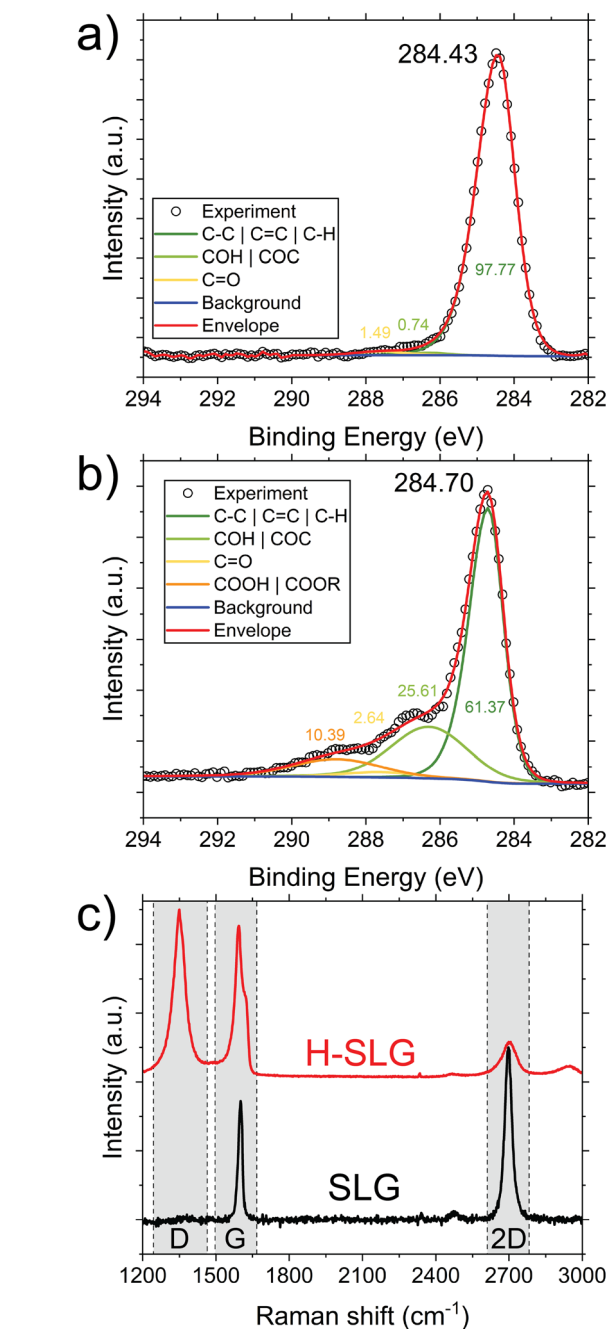 a)
284.43
Experiment
C-C | C=C | C-H
COH | COC
C=O
Background
Envelope
97.77
0.74
1.49
Intensity (a.u.)
294 292 290 288 286 284 282
Binding Energy (eV)
b)
284.70
Experiment
C-C | C=C | C-H
COH | COC
C=O
COOH | COOR
Background
Envelope
25.61
2.64
61.37
10.39
Intensity (a.u.)
294 292 290 288 286 284 282
Binding Energy (eV)
c)
H-SLG
SLG
D G 2D
Intensity (a.u.)
1200 1500 1800 2100 2400 2700 3000
Raman shift (cm⁻¹)